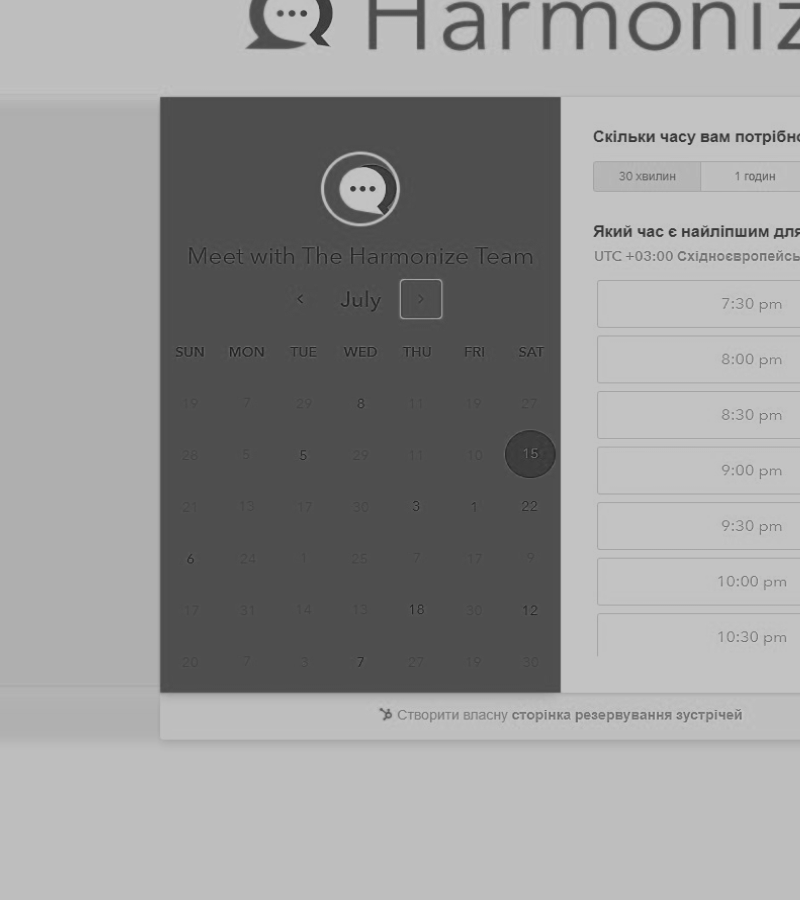 Harmoniz
Meet with The Harmonize Team
< July >
SUN MON TUE WED THU FRI SAT
19 7 29 8 11 19 27
26 5 5 29 11 10 15
21 13 17 30 3 1 22
6 24 1 25 7 17 9
17 31 14 13 18 30 12
20 7 3 7 27 19 30
Скільки часу вам потрібно
30 хвилин 1 годин
Який час є найліпшим для
UTC +03:00 Східноєвропейсь
7:30 pm
8:00 pm
8:30 pm
9:00 pm
9:30 pm
10:00 pm
10:30 pm
Створити власну сторінка резервування зустрічей